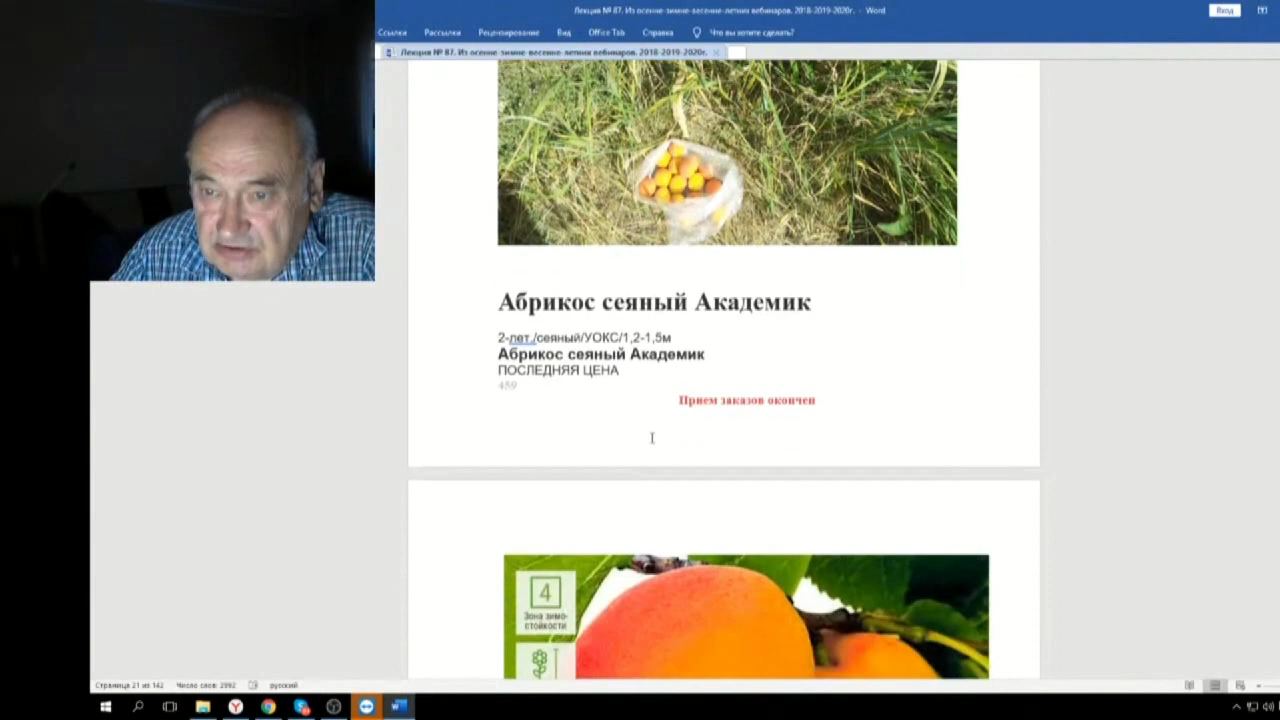 Лекция № 87. Из осенне-зимне-весенне-летних вебинаров. 2018-2019-2020г. - Word
Вход
Ссылки Рассылки Рецензирование Вид Office Tab Справка Что вы хотите сделать?
Лекция № 87. Из осенне-зимне-весенне-летних вебинаров. 2018-2019-2020г.
Абрикос сеяный Академик
2-лет./сеяный/УОКС/1,2-1,5м
Абрикос сеяный Академик
ПОСЛЕДНЯЯ ЦЕНА
459
Прием заказов окончен
4
Зона зимо-
стойкости
Страница 21 из 142 Число слов: 2992 русский